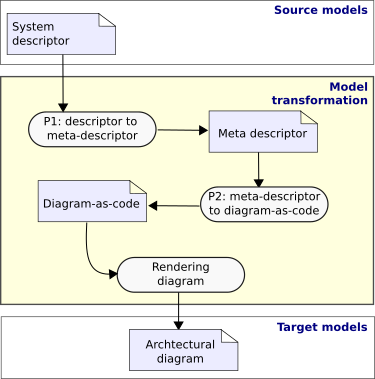 Source models
System
descriptor
Model
transformation
P1: descriptor to
meta-descriptor
Meta descriptor
P2: meta-descriptor
to diagram-as-code
Diagram-as-code
Rendering
diagram
Target models
Archtectural
diagram